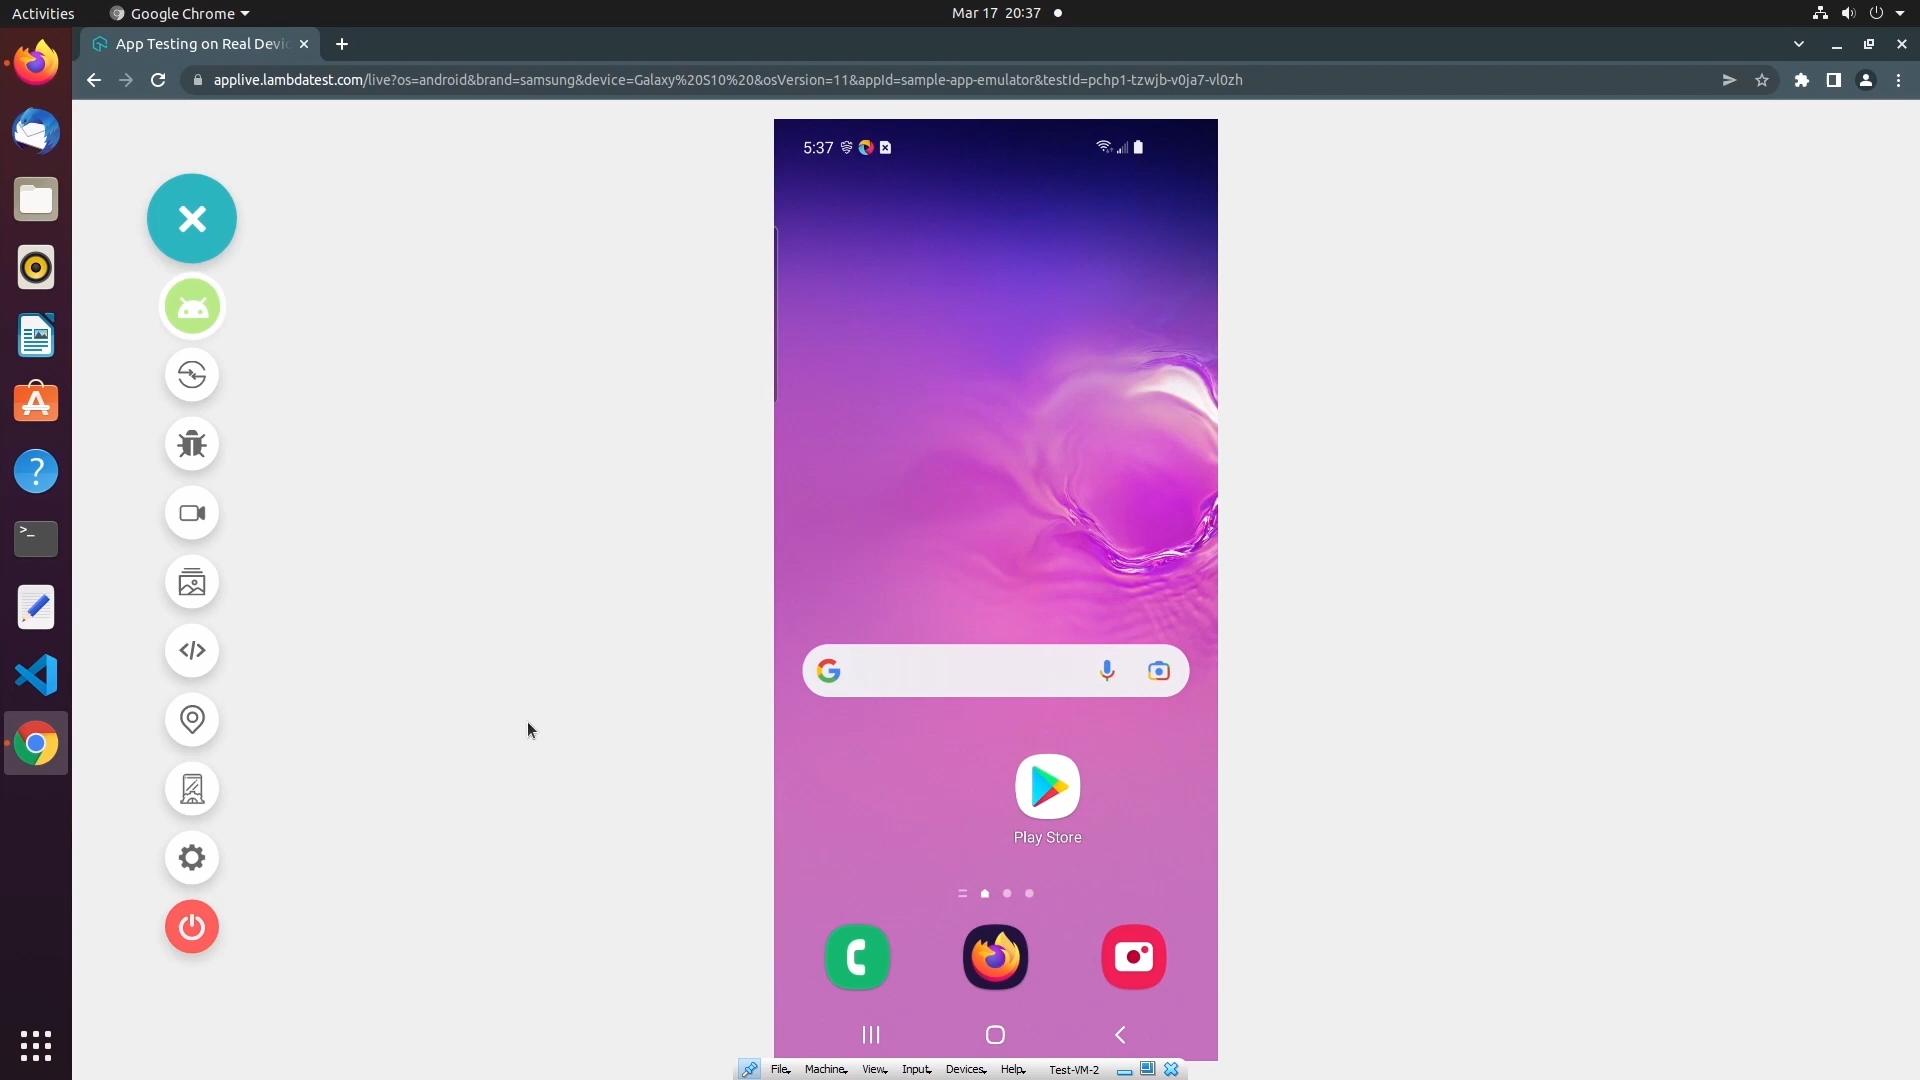 Activities
Google Chrome
Mar 17 20:37
App Testing on Real Devic
applive.lambdatest.com/live?os=android&brand=samsung&device=Galaxy%20S10%20&osVersion=11&appId=sample-app-emulator&testId=pchp1-tzwjb-v0ja7-vl0zh
5:37
Play Store
File
Machine
View
Input
Devices
Help
Test-VM-2